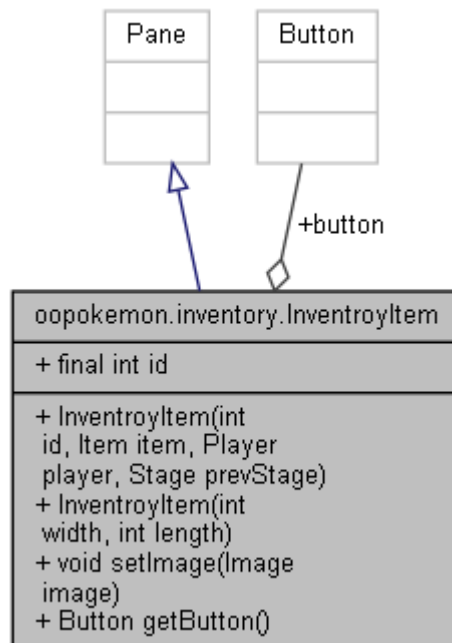 Pane
Button
+button
oopokemon.inventory.InventroyItem
+ final int id
+ InventroyItem(int
id, Item item, Player
player, Stage prevStage)
+ InventroyItem(int
width, int length)
+ void setImage(Image
image)
+ Button getButton()